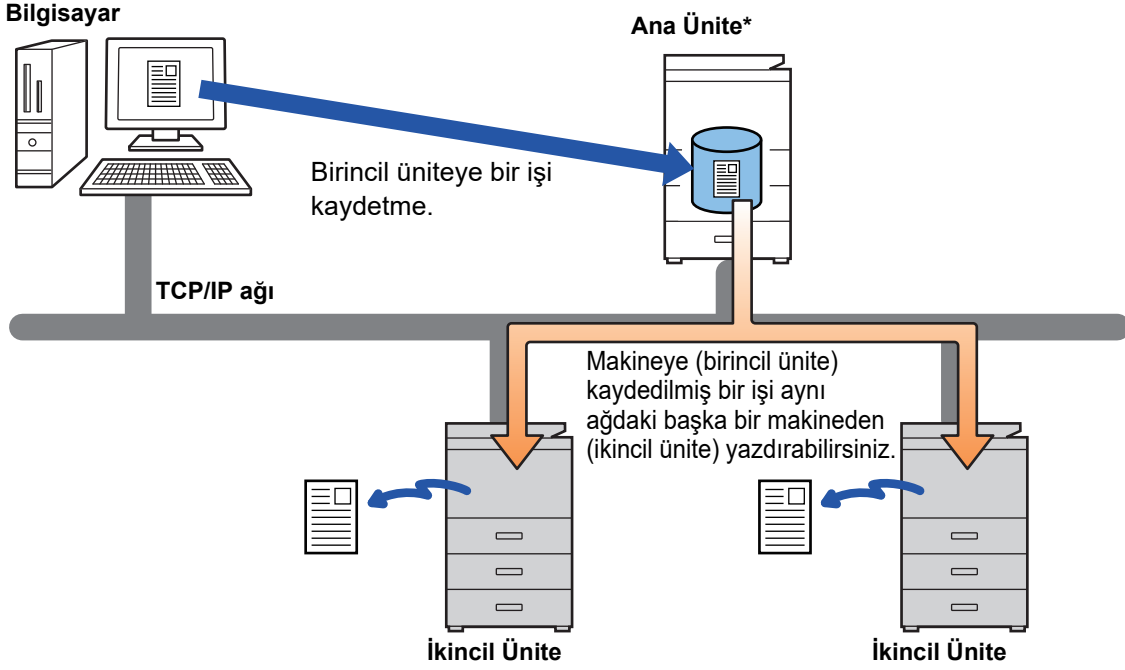 Bilgisayar
Ana Ünite*
Birincil üniteye bir işi
kaydetme.
TCP/IP ağı
Makineye (birincil ünite)
kaydedilmiş bir işi aynı
ağdaki başka bir makineden
(ikincil ünite) yazdırabilirsiniz.
İkincil Ünite
İkincil Ünite